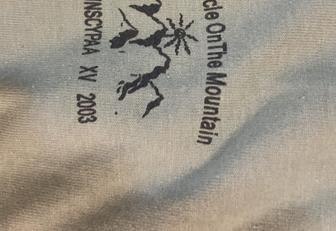 cle OnThe Mountain
NSCYPAA XV 2003